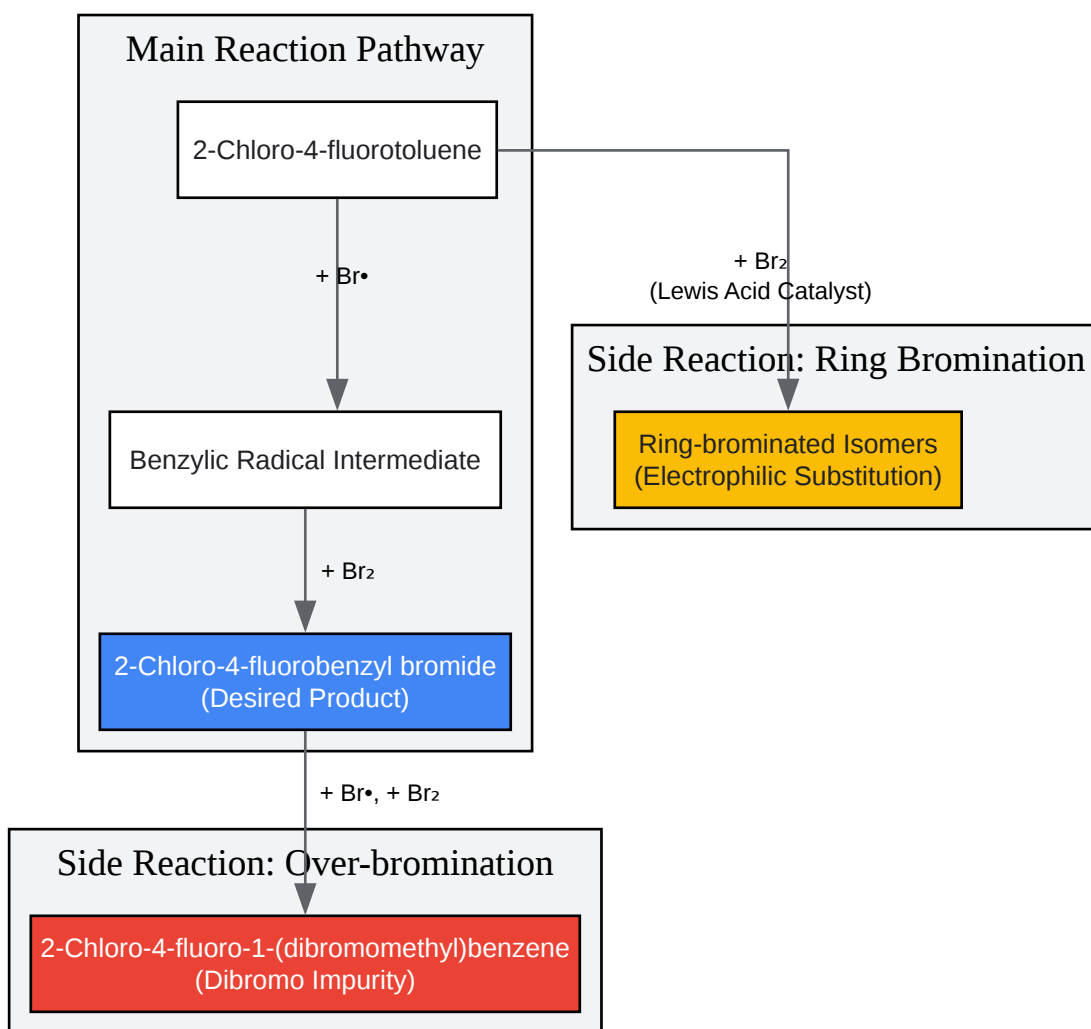 Main Reaction Pathway
2-Chloro-4-fluorotoluene
+ Br•
+ Br₂
(Lewis Acid Catalyst)
Side Reaction: Ring Bromination
Ring-brominated Isomers
(Electrophilic Substitution)
Benzylic Radical Intermediate
+ Br₂
2-Chloro-4-fluorobenzyl bromide
(Desired Product)
+ Br•, + Br₂
Side Reaction: Over-bromination
2-Chloro-4-fluoro-1-(dibromomethyl)benzene
(Dibromo Impurity)